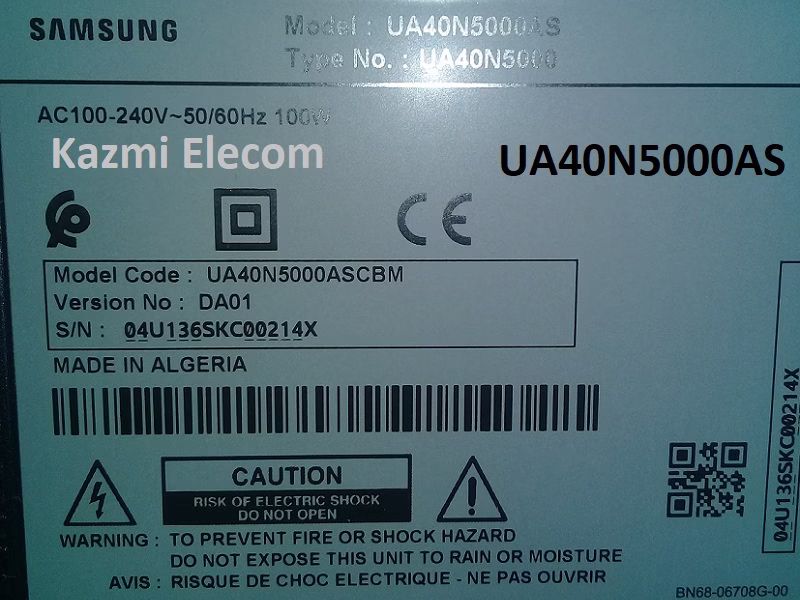 SAMSUNG
Model : UA40N5000AS
Type No. : UA40N5000
AC100-240V~50/60Hz 100W
Kazmi Elecom
UA40N5000AS
CE
Model Code : UA40N5000ASCBM
Version No : DA01
S/N : 04U136SKC00214X
MADE IN ALGERIA
04U136SKC00214X
CAUTION
RISK OF ELECTRIC SHOCK
DO NOT OPEN
WARNING : TO PREVENT FIRE OR SHOCK HAZARD
DO NOT EXPOSE THIS UNIT TO RAIN OR MOISTURE
AVIS : RISQUE DE CHOC ELECTRIQUE - NE PAS OUVRIR
BN68-06708G-00